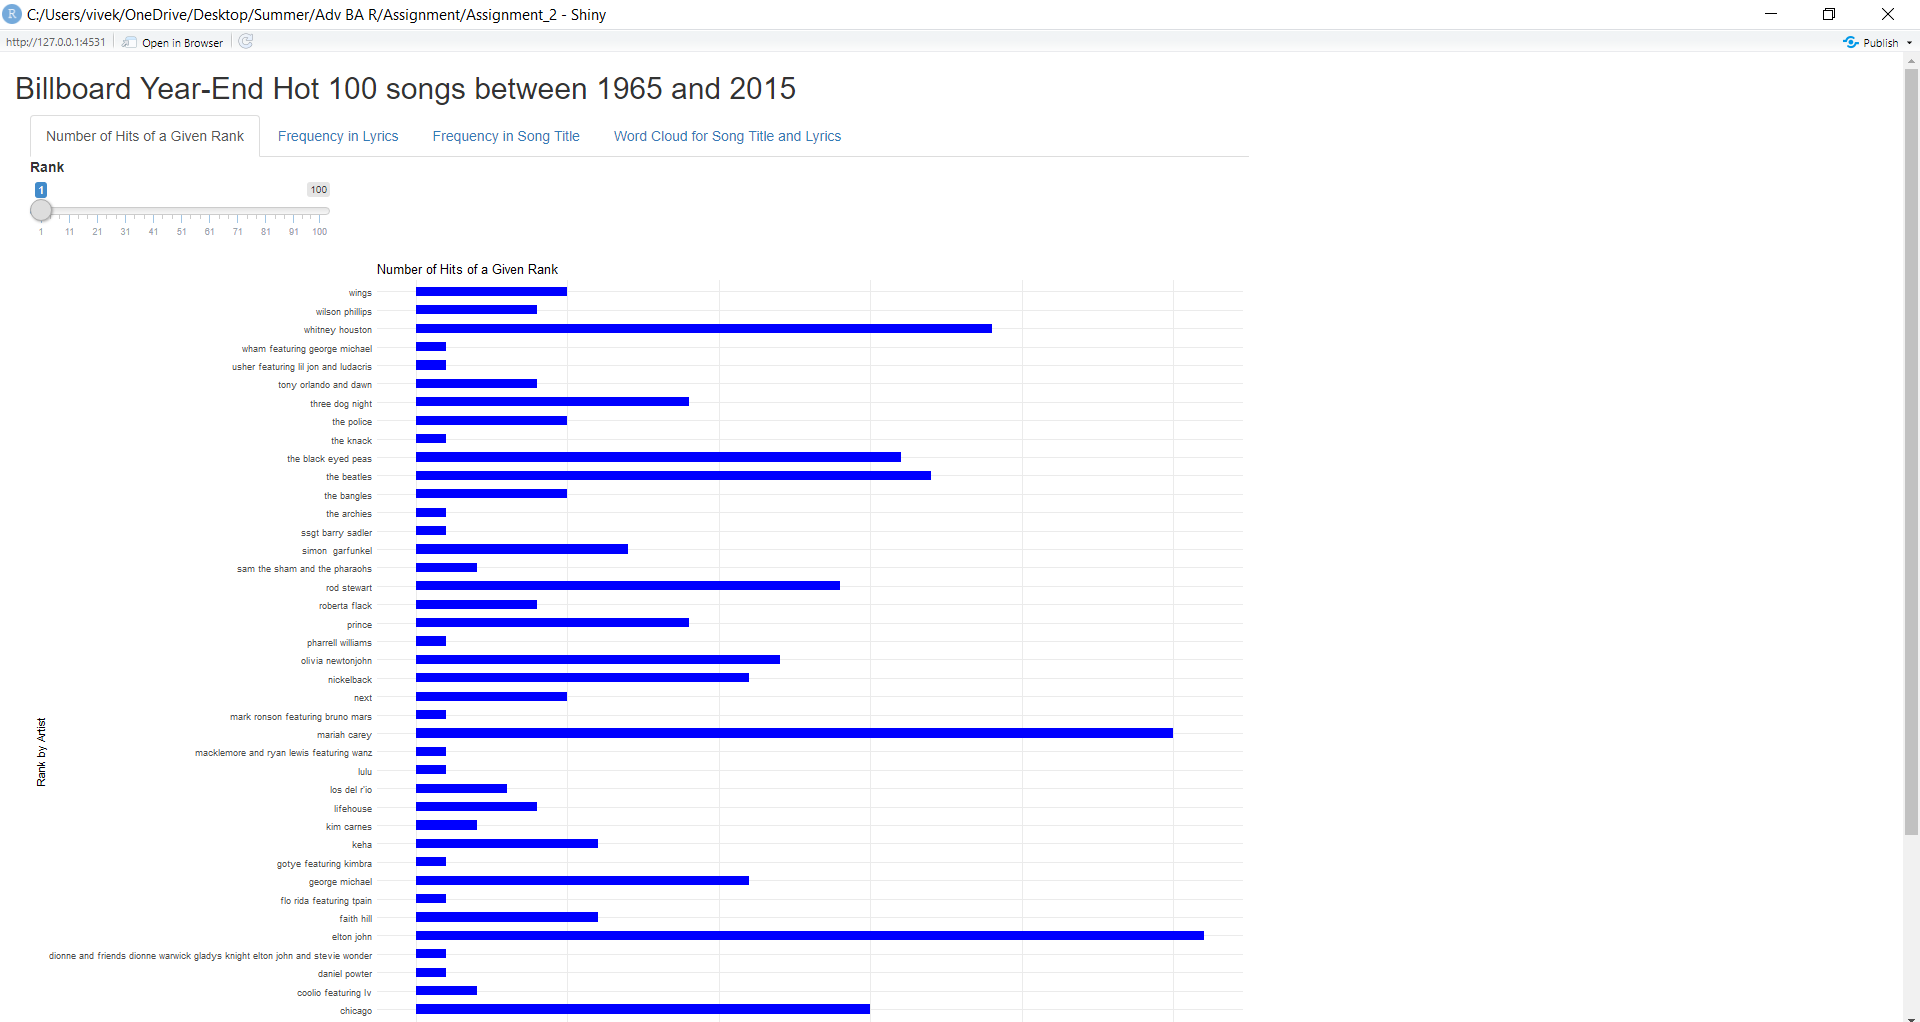 R C:/Users/vivek/OneDrive/Desktop/Summer/Adv BA R/Assignment/Assignment_2 - Shiny
http://127.0.0.1:4531 Open in Browser Publish
Billboard Year-End Hot 100 songs between 1965 and 2015
Number of Hits of a Given Rank Frequency in Lyrics Frequency in Song Title Word Cloud for Song Title and Lyrics
Rank
1 100
1 11 21 31 41 51 61 71 81 91 100
Number of Hits of a Given Rank
wings
wilson phillips
whitney houston
wham featuring george michael
usher featuring lil jon and ludacris
tony orlando and dawn
three dog night
the police
the knack
the black eyed peas
the beatles
the bangles
the archies
ssgt barry sadler
simon  garfunkel
sam the sham and the pharaohs
rod stewart
roberta flack
prince
pharrell williams
olivia newtonjohn
nickelback
next
mark ronson featuring bruno mars
mariah carey
macklemore and ryan lewis featuring wanz
lulu
los del r'io
lifehouse
kim carnes
keha
gotye featuring kimbra
george michael
flo rida featuring tpain
faith hill
elton john
dionne and friends dionne warwick gladys knight elton john and stevie wonder
daniel powter
coolio featuring lv
chicago
Rank by Artist